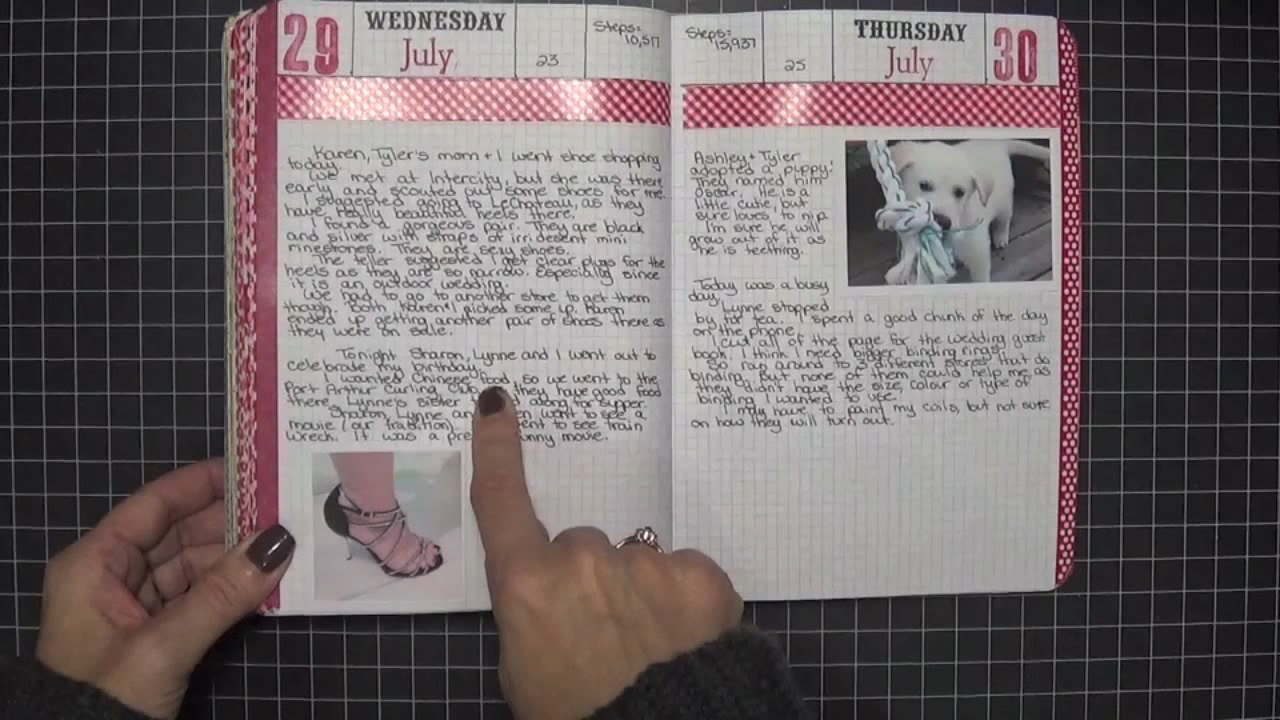 29 WEDNESDAY
July
23
Steps:
10,517
Karen, Tyler's mom + I went shoe shopping
today.
We met at Intercity, but she was there
early and scouted out some shoes for me.
I suggested going to LeChateau, as they
have really beautiful heels there.
I found a gorgeous pair. They are black
and silver with straps of irridesent mini
rinestones. They are sexy shoes.
The teller suggested I get clear plugs for the
heels as they are so narrow. Especially since
it is an outdoor wedding.
We had to go to another store to get them
though. Both Karen + I picked some up. Karen
ended up getting another pair of shoes there as
they were on sale.
Tonight Sharon, Lynne and I went out to
celebrate my birthday.
I wanted Chinese food, so we went to the
Port Arthur Curling Club they have good food
there. Lynne's sister along for supper.
Sharon, Lynne, an went to see a
movie (our tradition) ent to see train
wreck. It was a pre unny movie.
Steps:
15,937
25
THURSDAY 30
July
Ashley + Tyler
adopted a puppy.
They named him
Oscar. He is a
little cutie, but
sure loves to nip
I'm sure he will
grow out of it as
he is teething.
Today was a busy
day.
Lynne stopped
by for tea. I spent a good chunk of the day
on the phone.
I cut all of the page for the wedding guest
book. I think I need bigger binding rings.
So ran around to 3 different stores that do
binding. But none of them could help me as
they didn't have the size, colour or type of
binding I wanted to use.
I may have to paint my coils, but not sure
on how they will turn out.